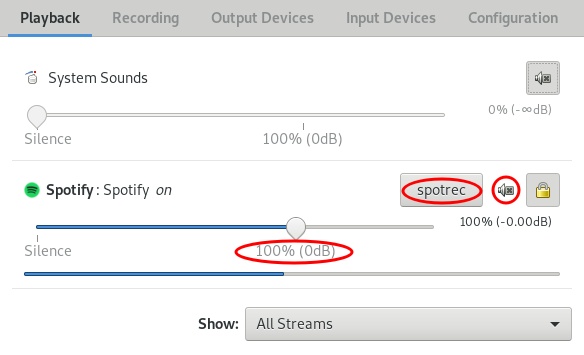 Playback Recording Output Devices Input Devices Configuration
System Sounds
0% (-∞dB)
Silence 100% (0dB)
Spotify : Spotify on spotrec
100% (-0.00dB)
Silence 100% (0dB)
Show: All Streams